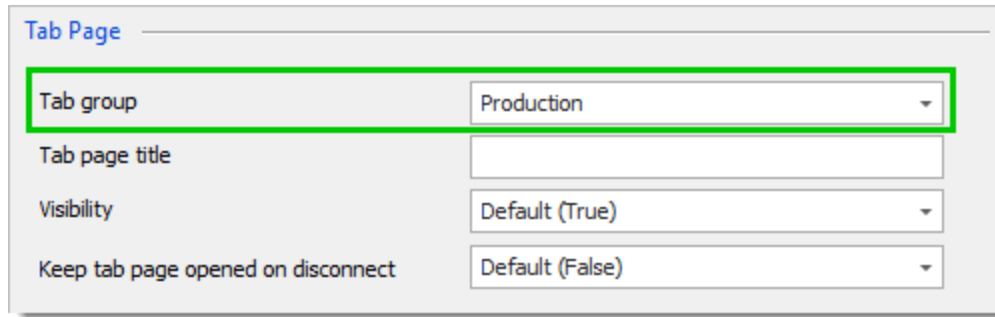 Tab Page
Tab group Production
Tab page title
Visibility Default (True)
Keep tab page opened on disconnect Default (False)